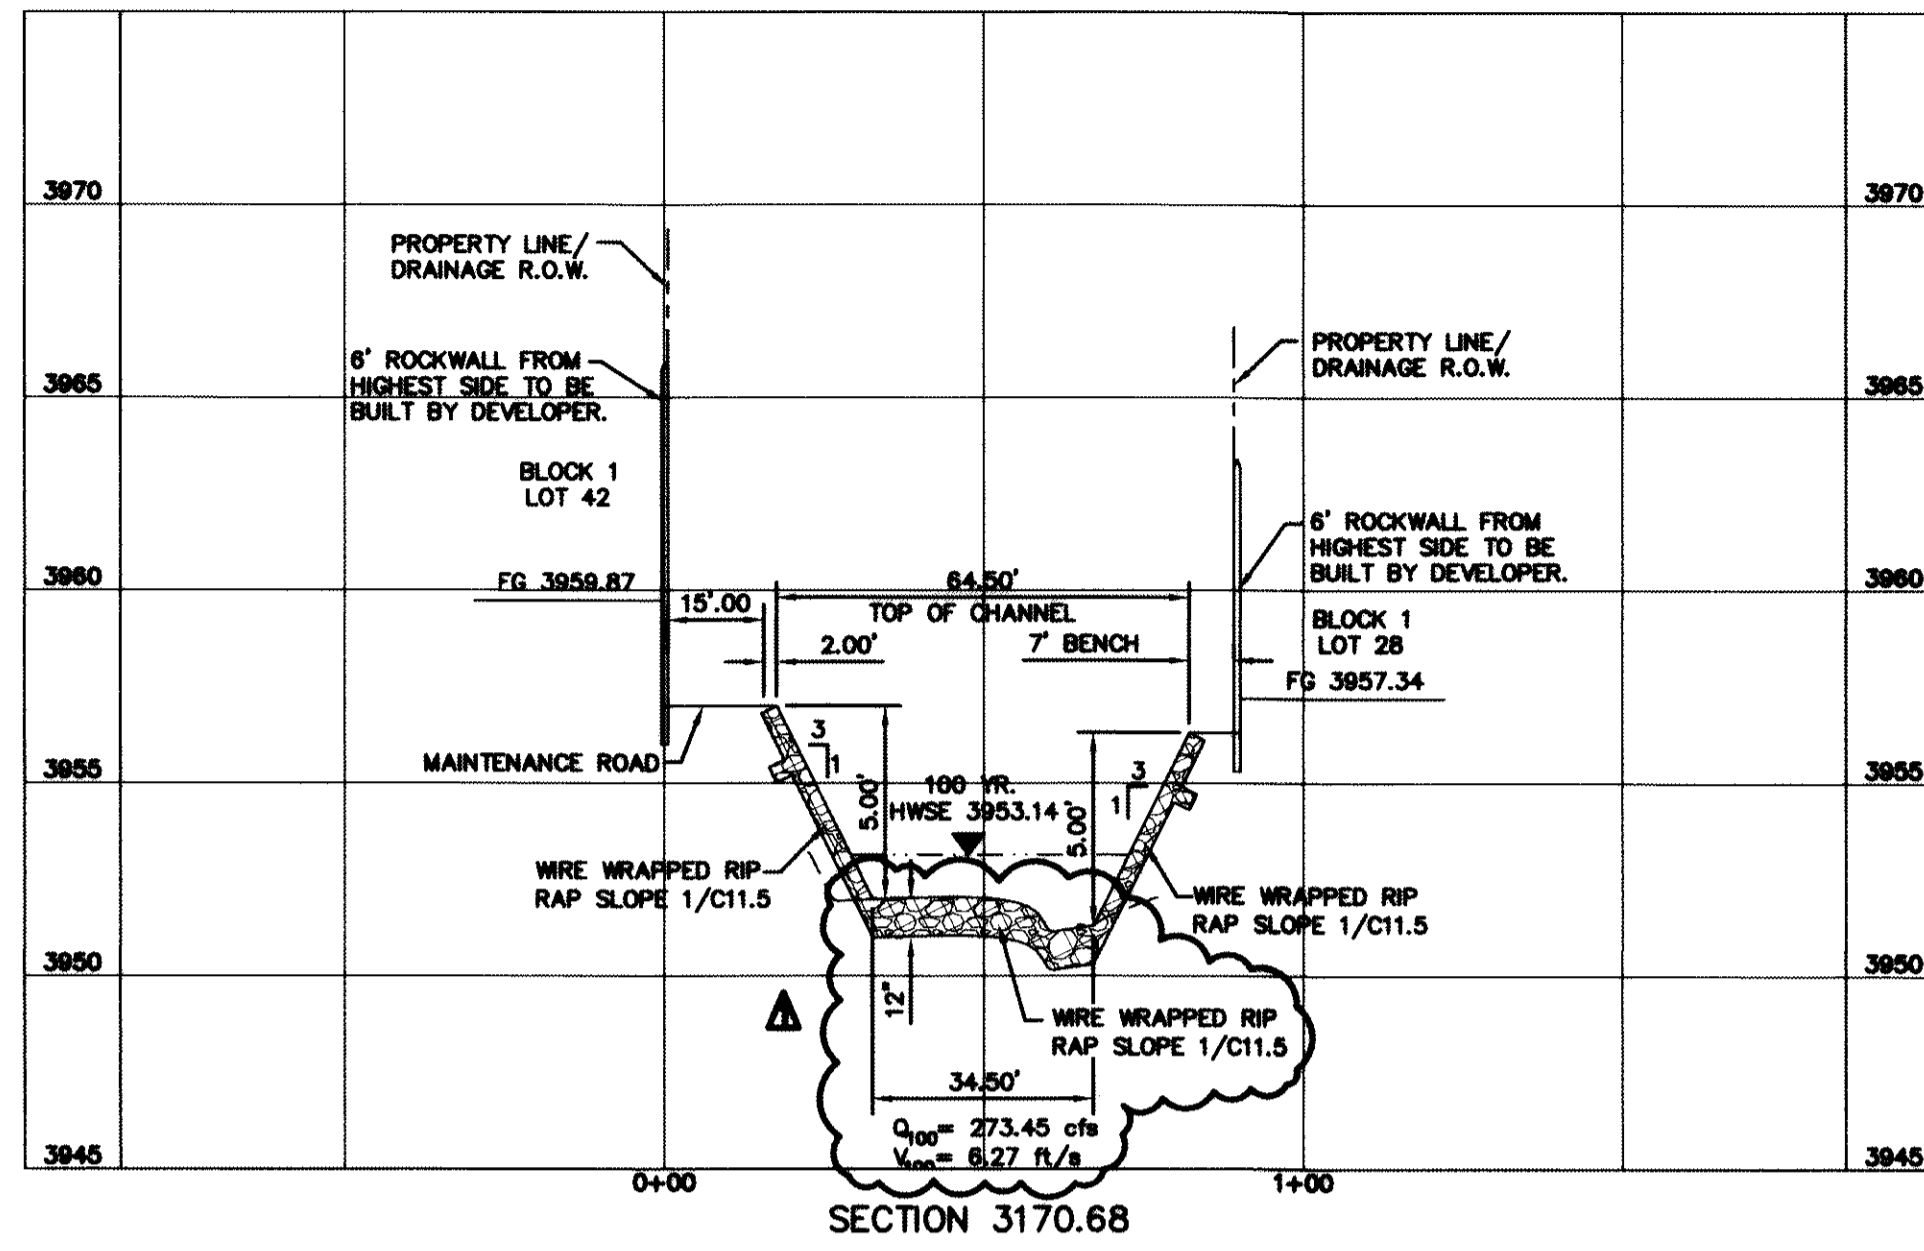 3970
3970
PROPERTY LINE/
DRAINAGE R.O.W.
PROPERTY LINE/
DRAINAGE R.O.W.
6' ROCKWALL FROM
HIGHEST SIDE TO BE
BUILT BY DEVELOPER.
3965
3965
BLOCK 1
LOT 42
6' ROCKWALL FROM
HIGHEST SIDE TO BE
BUILT BY DEVELOPER.
3960
3960
FG 3959.87
15'.00
64.50'
TOP OF CHANNEL
2.00'
7' BENCH
BLOCK 1
LOT 28
FG 3957.34
MAINTENANCE ROAD
3
1
3
1
3955
3955
5.00'
100 YR.
HWSE 3953.14
5.00'
WIRE WRAPPED RIP
RAP SLOPE 1/C11.5
WIRE WRAPPED RIP
RAP SLOPE 1/C11.5
3950
3950
12"
1
WIRE WRAPPED RIP
RAP SLOPE 1/C11.5
34.50'
Q100= 273.45 cfs
V100= 6.27 ft/s
3945
3945
0+00
1+00
SECTION 3170.68